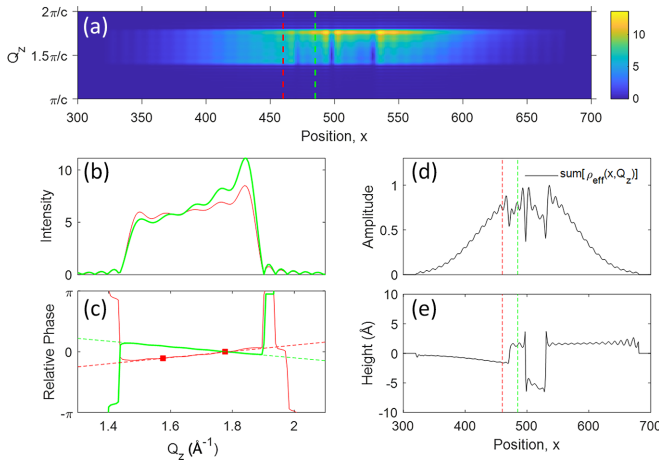 (a)
Q_z
2π/c
1.5π/c
π/c
300 350 400 450 500 550 600 650 700
Position, x
10
5
0
(b)
Intensity
10
5
0
(c)
Relative Phase
π
0
-π
1.4 1.6 1.8 2
Q_z (Å⁻¹)
(d)
sum[ρ_eff(x,Q_z)]
Amplitude
1
0.5
0
(e)
Height (Å)
10
5
0
-5
-10
300 400 500 600 700
Position, x